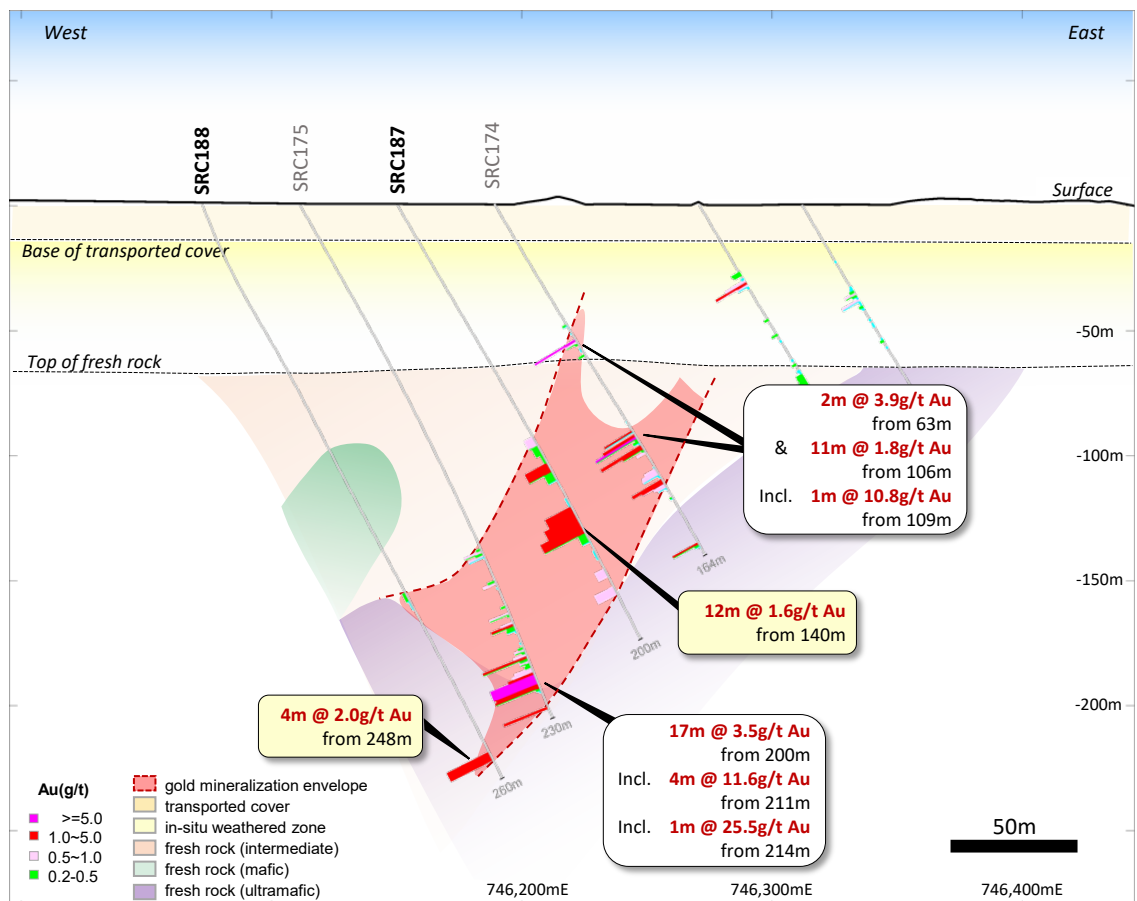 West
East
SRC188
SRC175
SRC187
SRC174
Surface
Base of transported cover
-50m
Top of fresh rock
2m @ 3.9g/t Au
from 63m
& 11m @ 1.8g/t Au
from 106m
Incl. 1m @ 10.8g/t Au
from 109m
-100m
164m
-150m
12m @ 1.6g/t Au
from 140m
200m
-200m
4m @ 2.0g/t Au
from 248m
230m
17m @ 3.5g/t Au
from 200m
Incl. 4m @ 11.6g/t Au
from 211m
Incl. 1m @ 25.5g/t Au
from 214m
260m
Au(g/t)
>=5.0
1.0~5.0
0.5~1.0
0.2-0.5
gold mineralization envelope
transported cover
in-situ weathered zone
fresh rock (intermediate)
fresh rock (mafic)
fresh rock (ultramafic)
50m
746,200mE
746,300mE
746,400mE